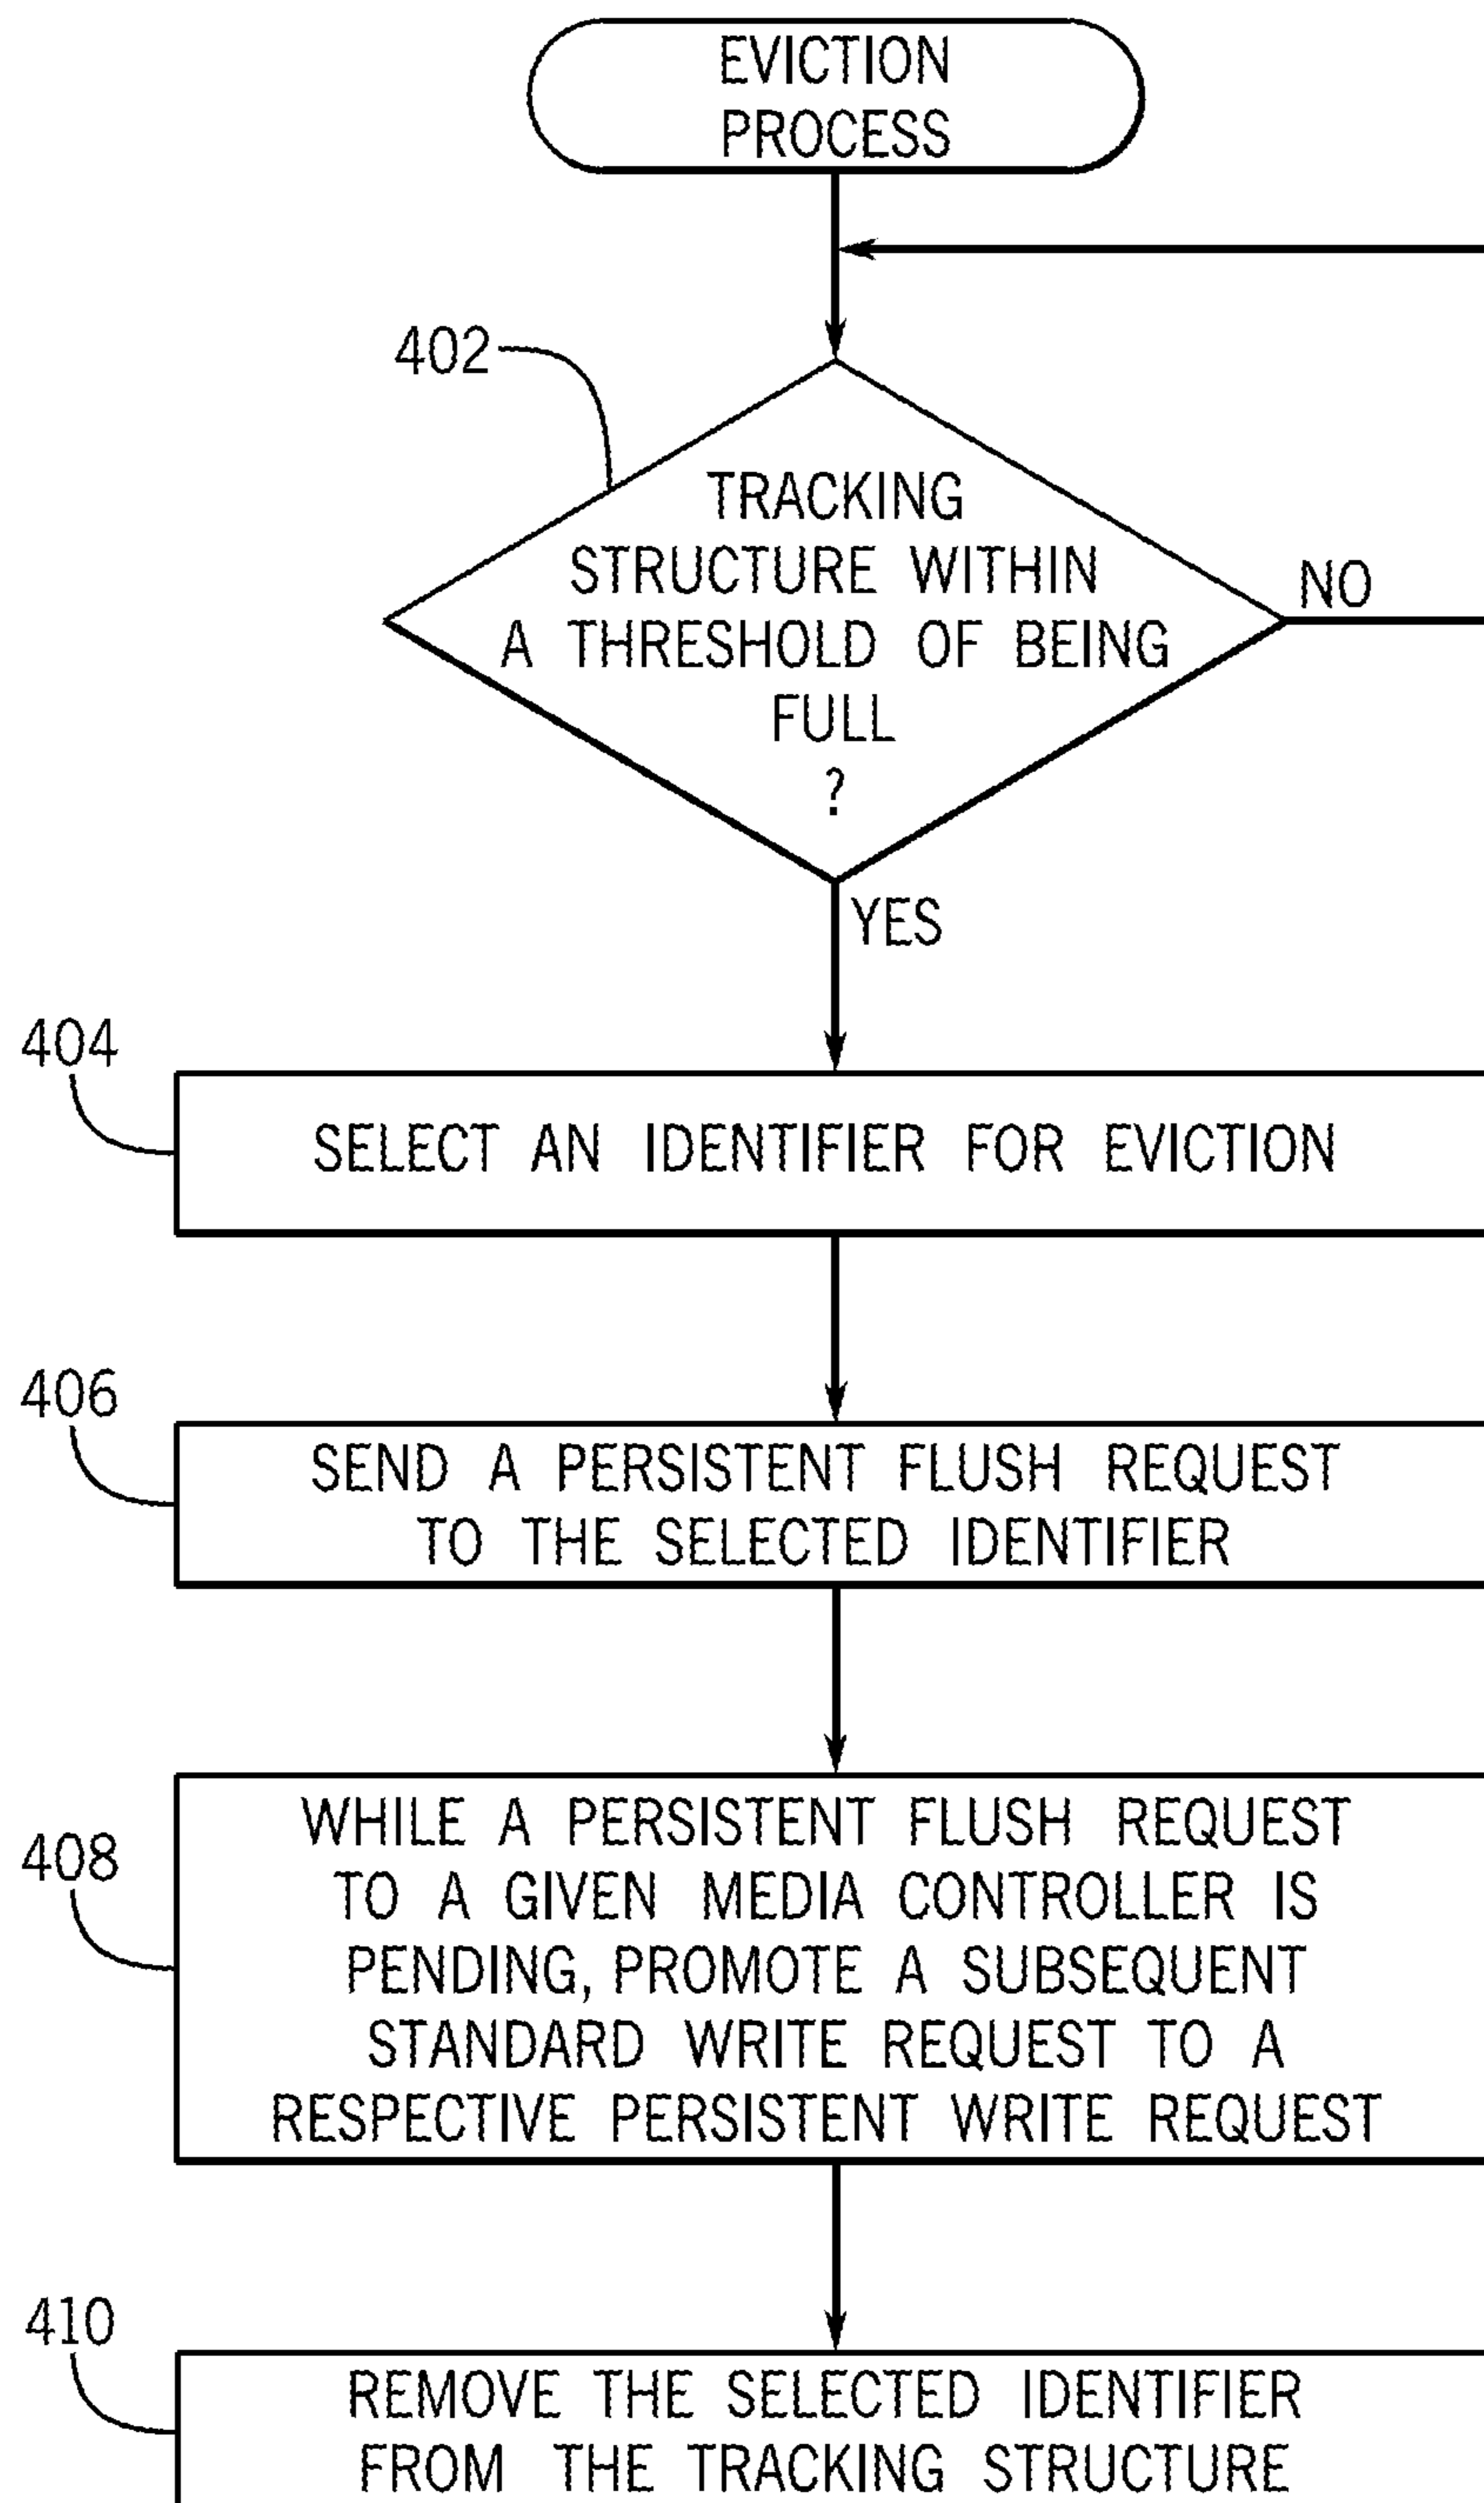 EVICTION
PROCESS
402
TRACKING
STRUCTURE WITHIN
A THRESHOLD OF BEING
FULL
?
NO
YES
404
SELECT AN IDENTIFIER FOR EVICTION
406
SEND A PERSISTENT FLUSH REQUEST
TO THE SELECTED IDENTIFIER
408
WHILE A PERSISTENT FLUSH REQUEST
TO A GIVEN MEDIA CONTROLLER IS
PENDING, PROMOTE A SUBSEQUENT
STANDARD WRITE REQUEST TO A
RESPECTIVE PERSISTENT WRITE REQUEST
410
REMOVE THE SELECTED IDENTIFIER
FROM THE TRACKING STRUCTURE